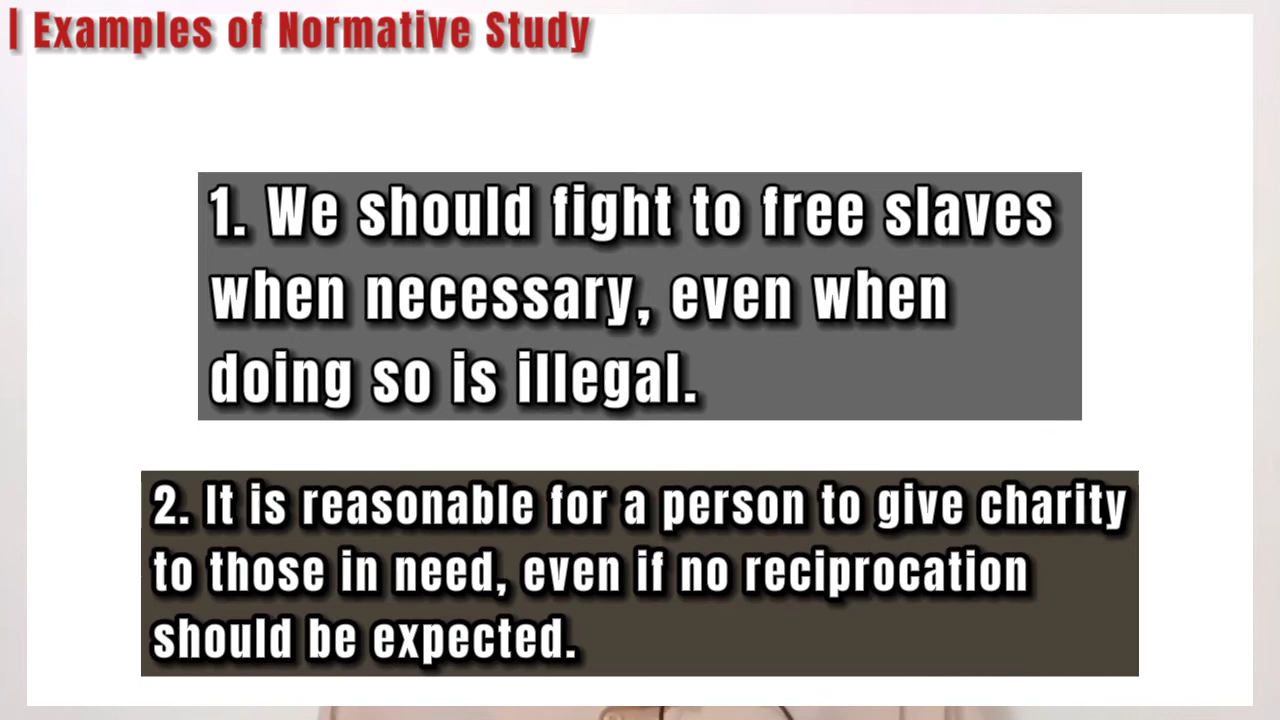 | Examples of Normative Study
1. We should fight to free slaves
when necessary, even when
doing so is illegal.
2. It is reasonable for a person to give charity
to those in need, even if no reciprocation
should be expected.